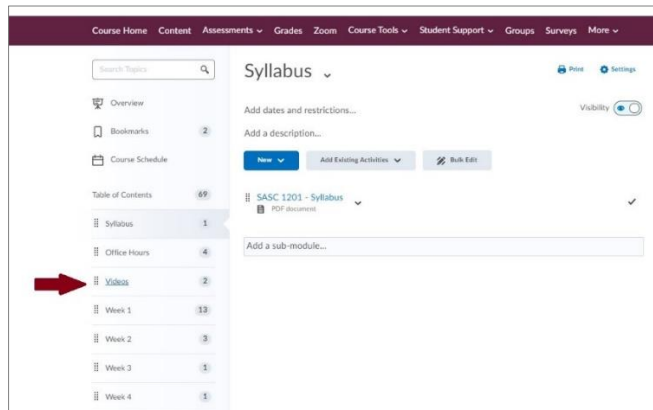 Course Home Content Assessments Grades Zoom Course Tools Student Support Groups Surveys More
Search Topics
Overview
Bookmarks 2
Course Schedule
Table of Contents 69
Syllabus 1
Office Hours 4
Videos 2
Week 1 13
Week 2 3
Week 3 1
Week 4 1
Syllabus
Print Settings
Add dates and restrictions...
Visibility
Add a description...
New Add Existing Activities Bulk Edit
SASC 1201 - Syllabus
PDF document
Add a sub-module...